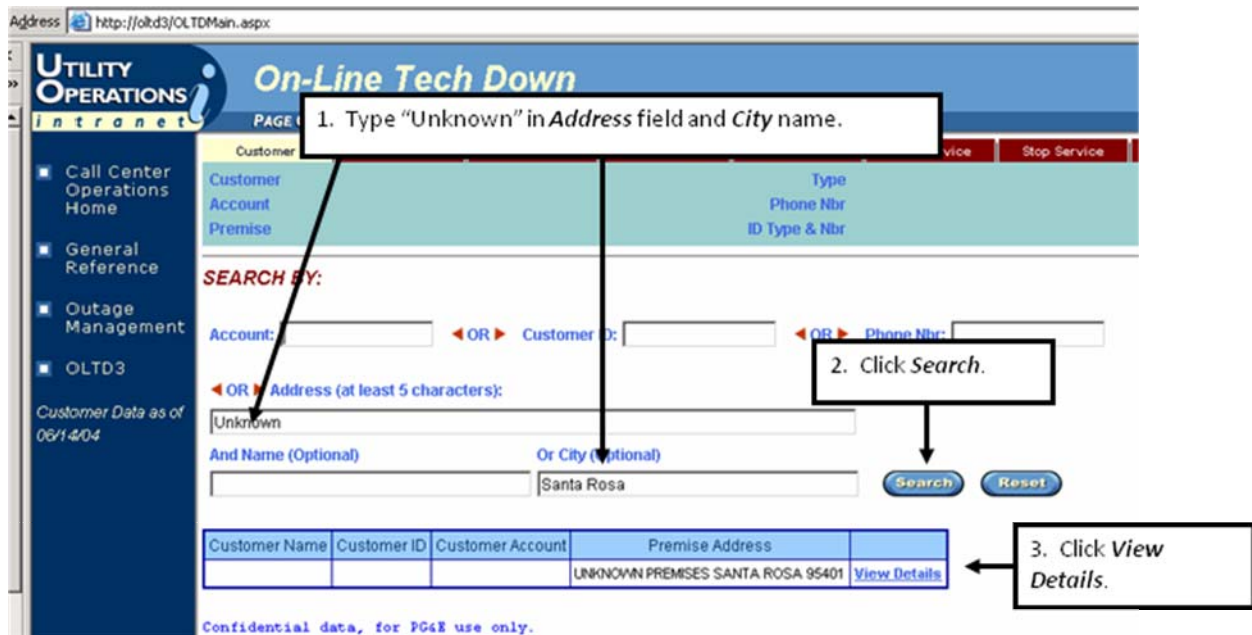 Address http://oltd3/OLTDMain.aspx
UTILITY
OPERATIONS
intranet
On-Line Tech Down
PAGE
1. Type “Unknown” in Address field and City name.
Customer Stop Service
Call Center
Operations
Home
General
Reference
Outage
Management
OLTD3
Customer Data as of
06/14/04
Customer Type
Account Phone Nbr
Premise ID Type & Nbr
SEARCH BY:
Account: ◄ OR ► Customer ID: ◄ OR ► Phone Nbr:
2. Click Search.
◄ OR ► Address (at least 5 characters):
Unknown
And Name (Optional) Or City (Optional)
Santa Rosa Search Reset
Customer Name Customer ID Customer Account Premise Address
UNKNOWN PREMISES SANTA ROSA 95401 View Details
3. Click View
Details.
Confidential data, for PG&E use only.